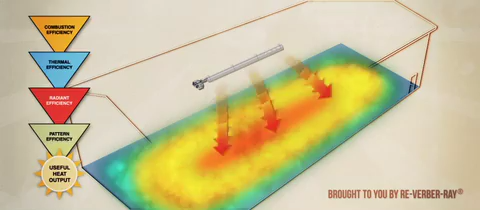 COMBUSTION
EFFICIENCY
THERMAL
EFFICIENCY
RADIANT
EFFICIENCY
PATTERN
EFFICIENCY
USEFUL
HEAT
OUTPUT
BROUGHT TO YOU BY RE-VERBER-RAY®